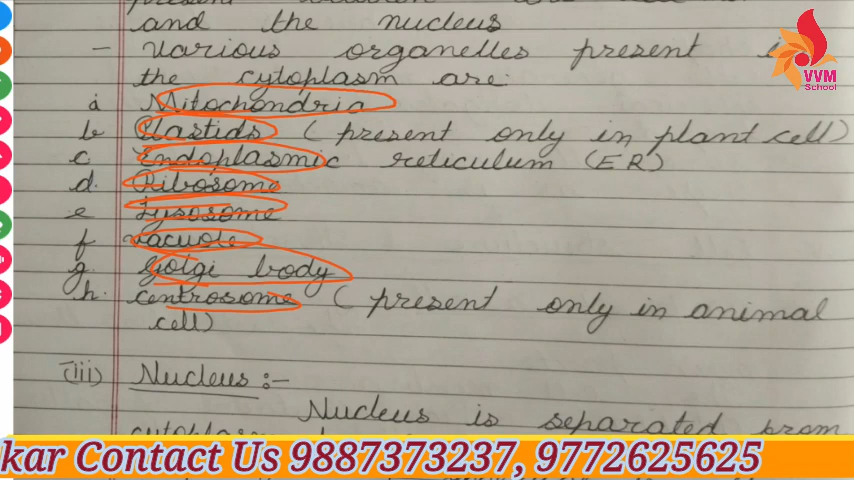 and the nucleus
- Various organelles present
the cytoplasm are:
a Mitochondria
b Plastids (present only in plant cell)
c Endoplasmic reticulum (ER)
d. Ribosome
e Lysosome
f vacuole
g. Golgi body
h. centrosome (present only in animal
cell)
(iii) Nucleus :-
Nucleus is separated from
VVM
School
kar Contact Us 9887373237, 9772625625